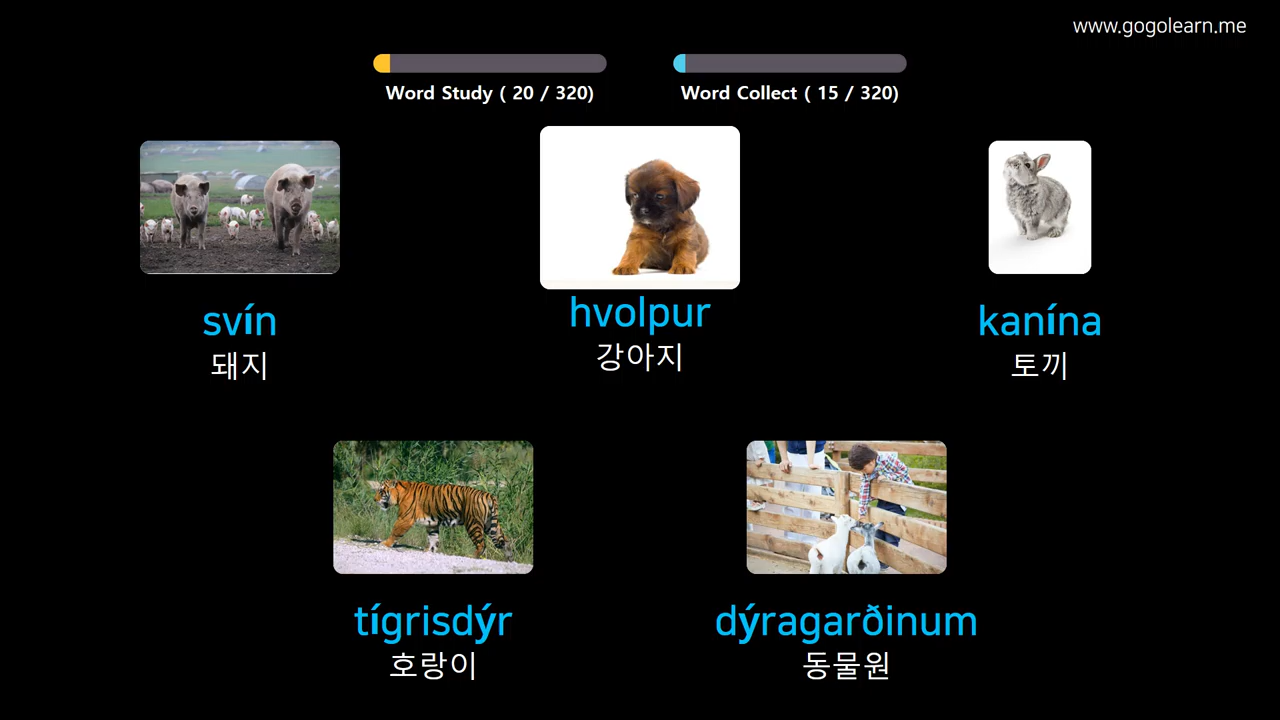 www.gogolearn.me
Word Study ( 20 / 320)
Word Collect ( 15 / 320)
svín
돼지
hvolpur
강아지
kanína
토끼
tígrisdýr
호랑이
dýragarðinum
동물원